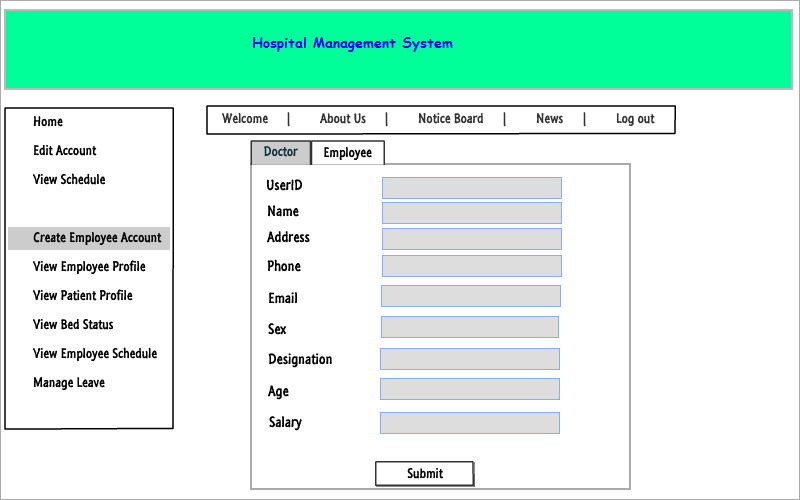 Hospital Management System
Welcome | About Us | Notice Board | News | Log out
Home
Edit Account
View Schedule
Create Employee Account
View Employee Profile
View Patient Profile
View Bed Status
View Employee Schedule
Manage Leave
Doctor Employee
UserID
Name
Address
Phone
Email
Sex
Designation
Age
Salary
Submit